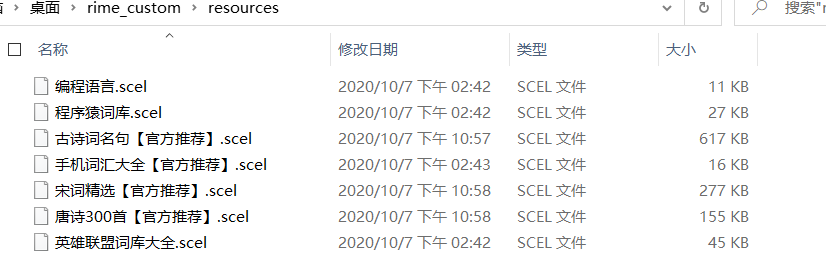 桌面 › rime_custom › resources
搜索"r
名称 修改日期 类型 大小
编程语言.scel 2020/10/7 下午 02:42 SCEL 文件 11 KB
程序猿词库.scel 2020/10/7 下午 02:42 SCEL 文件 27 KB
古诗词名句【官方推荐】.scel 2020/10/7 下午 10:57 SCEL 文件 617 KB
手机词汇大全【官方推荐】.scel 2020/10/7 下午 02:43 SCEL 文件 16 KB
宋词精选【官方推荐】.scel 2020/10/7 下午 10:58 SCEL 文件 277 KB
唐诗300首【官方推荐】.scel 2020/10/7 下午 10:58 SCEL 文件 155 KB
英雄联盟词库大全.scel 2020/10/7 下午 02:42 SCEL 文件 45 KB